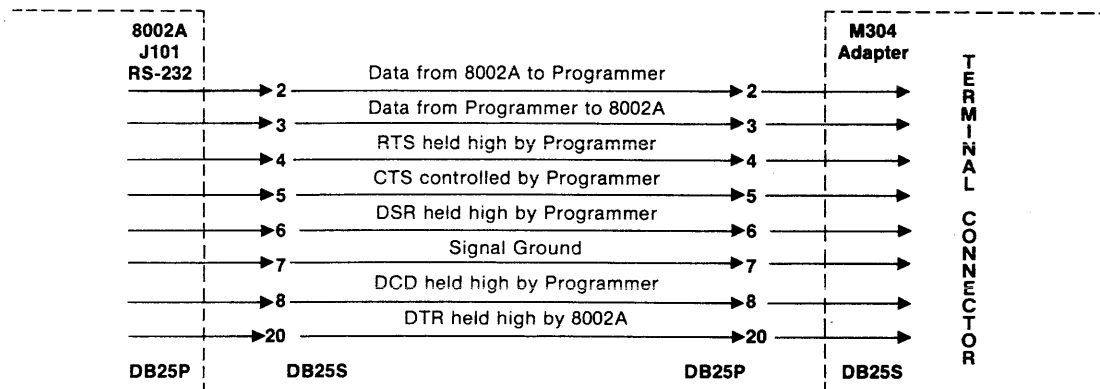 8002A
J101
RS-232
M304
Adapter
TERMINAL CONNECTOR
Data from 8002A to Programmer
2 2
Data from Programmer to 8002A
3 3
RTS held high by Programmer
4 4
CTS controlled by Programmer
5 5
DSR held high by Programmer
6 6
Signal Ground
7 7
DCD held high by Programmer
8 8
DTR held high by 8002A
20 20
DB25P DB25S DB25P DB25S